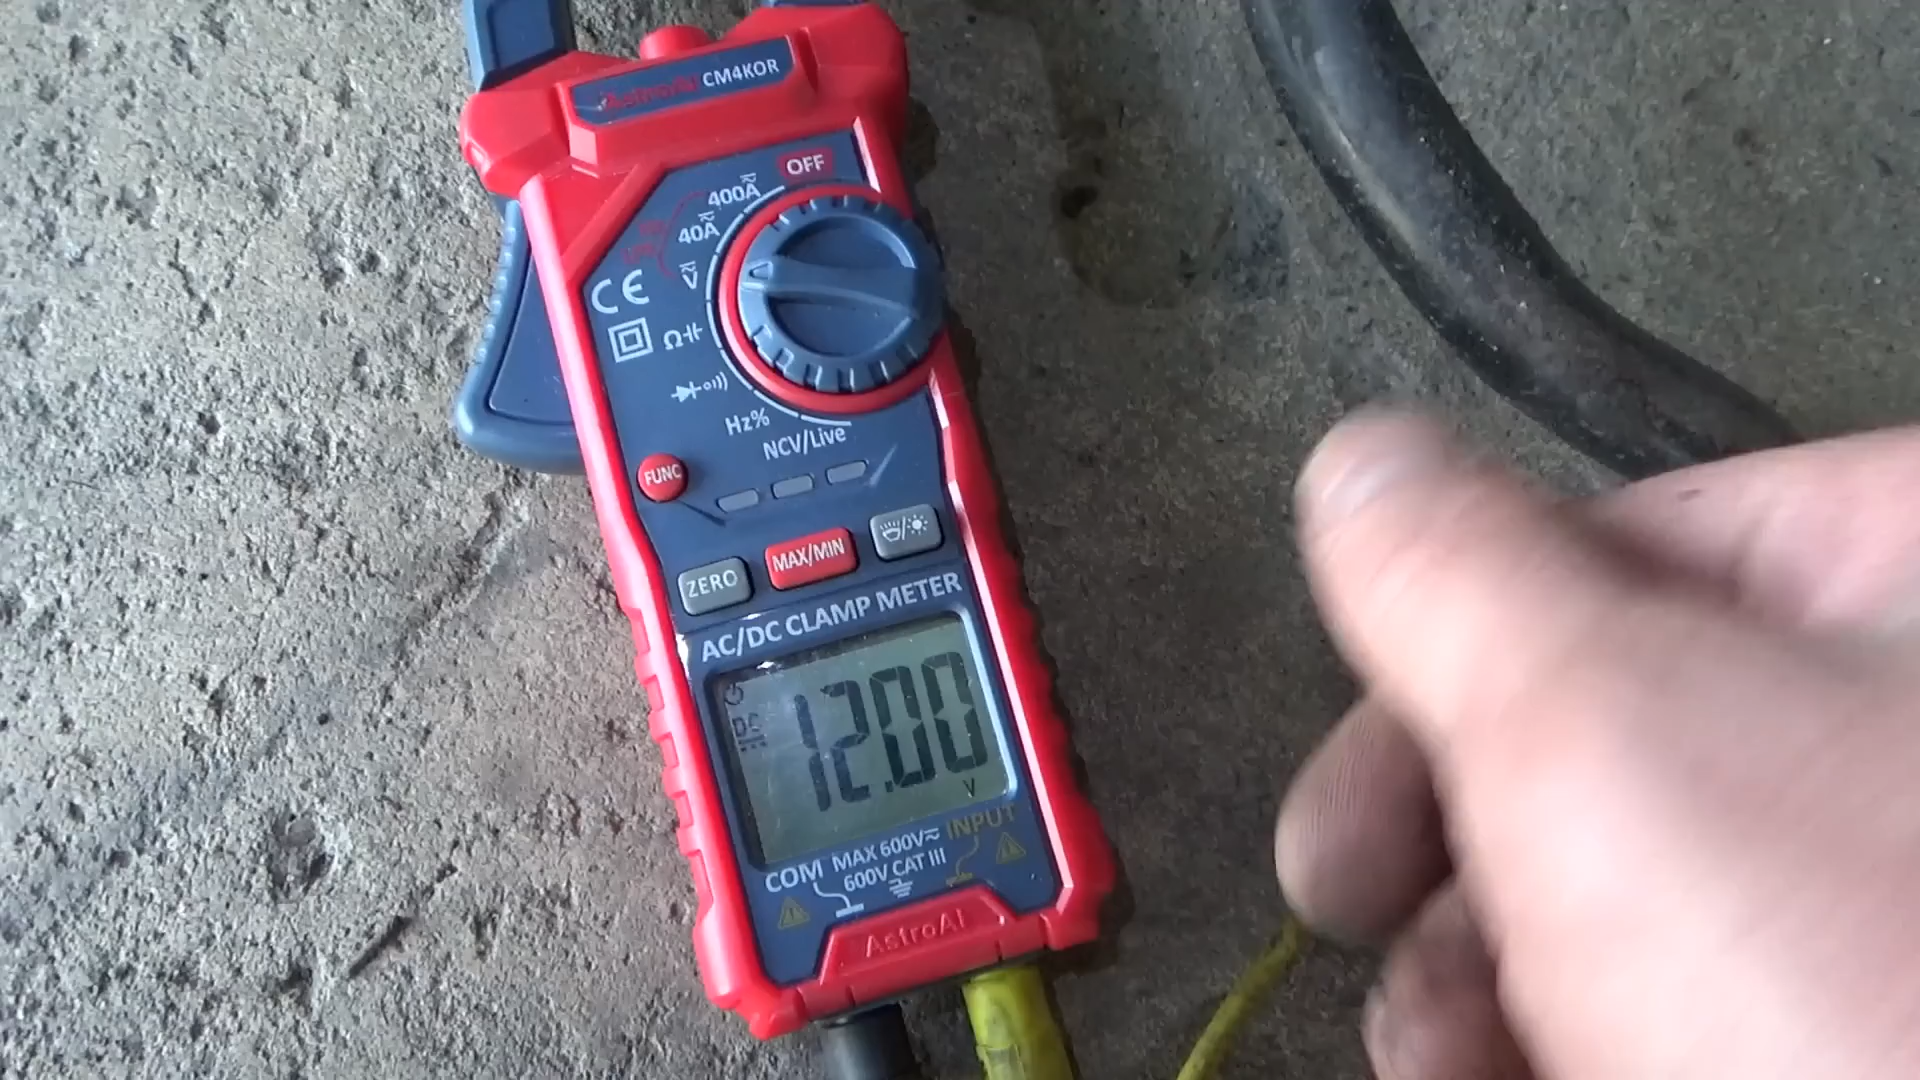 AstroAI CM4K0R
OFF
400A
40A
V
CE
Ω
Hz%
NCV/Live
FUNC
ZERO
MAX/MIN
AC/DC CLAMP METER
DC
12.00
V
COM MAX 600V INPUT
600V CAT III
AstroAI